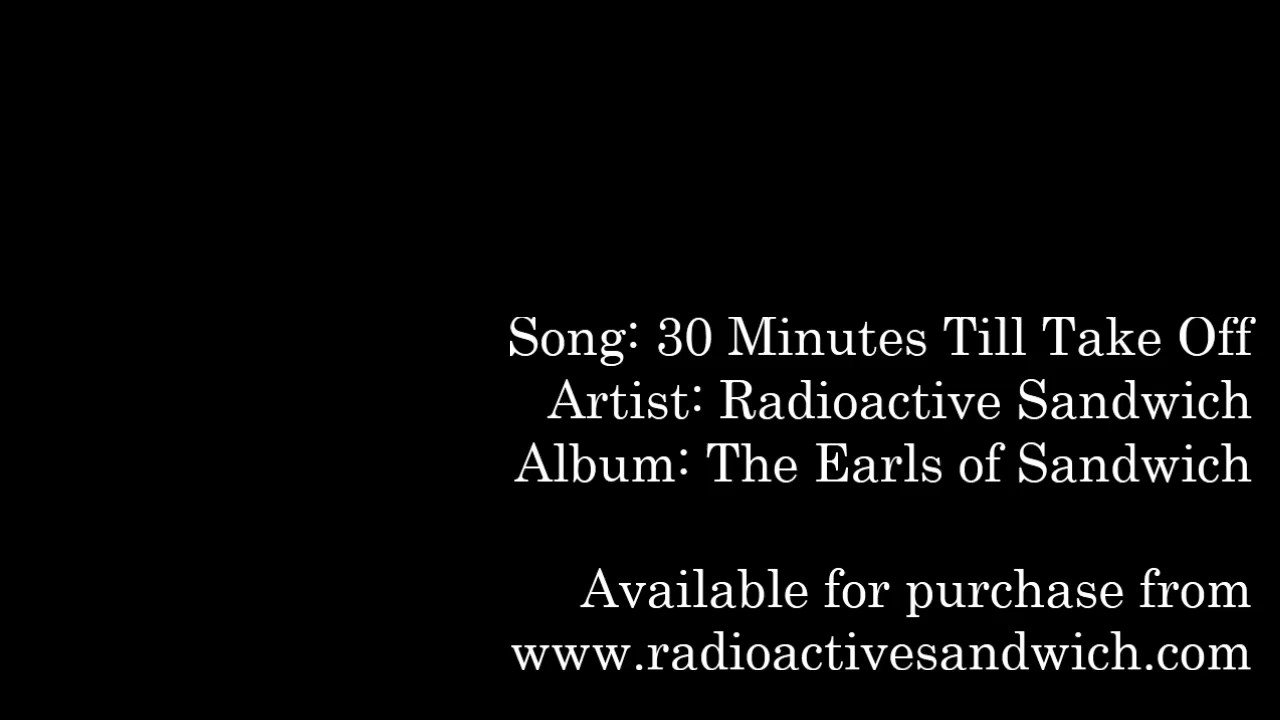 Song: 30 Minutes Till Take Off
Artist: Radioactive Sandwich
Album: The Earls of Sandwich
Available for purchase from
www.radioactivesandwich.com